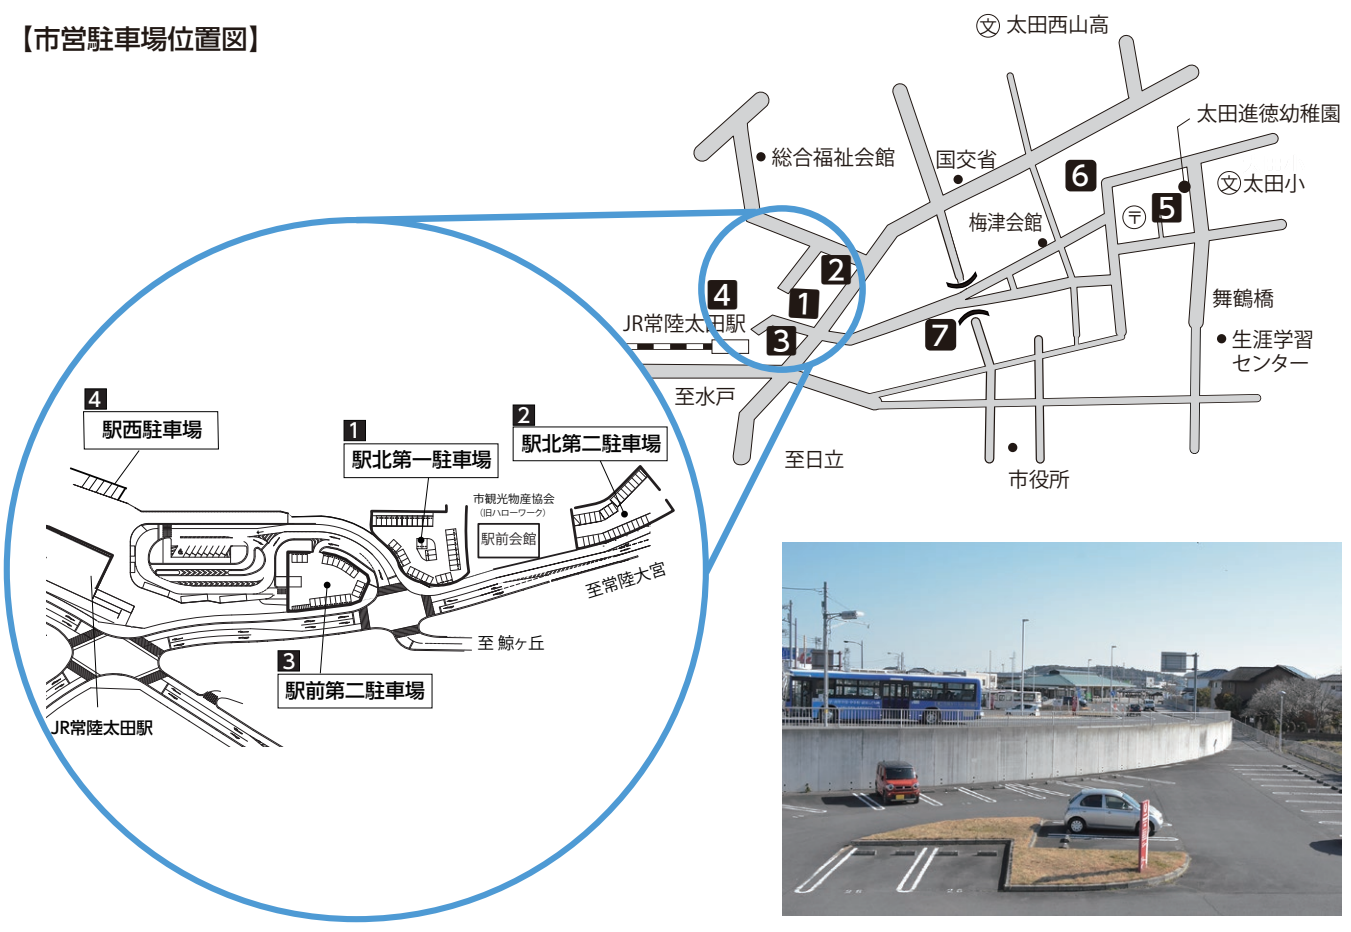 【市営駐車場位置図】
文 太田西山高
太田進徳幼稚園
総合福祉会館
国交省
6
文 太田小
〒 5
梅津会館
2
4
1
舞鶴橋
JR常陸太田駅
3
7
生涯学習
センター
至水戸
至日立
市役所
4
駅西駐車場
1
駅北第一駐車場
2
駅北第二駐車場
市観光物産協会
(旧ハローワーク)
駅前会館
至常陸大宮
至 鯨ヶ丘
3
駅前第二駐車場
JR常陸太田駅